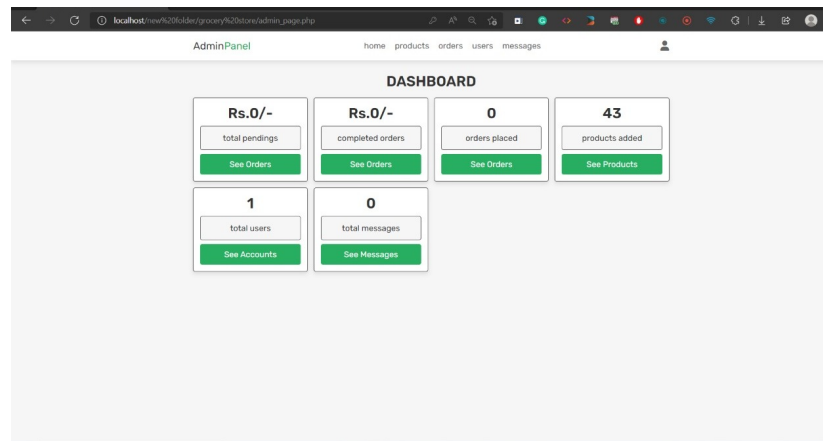 localhost/new%20folder/grocery%20store/admin_page.php
AdminPanel home products orders users messages
DASHBOARD
Rs.0/- Rs.0/- 0 43
total pendings completed orders orders placed products added
See Orders See Orders See Orders See Products
1 0
total users total messages
See Accounts See Messages